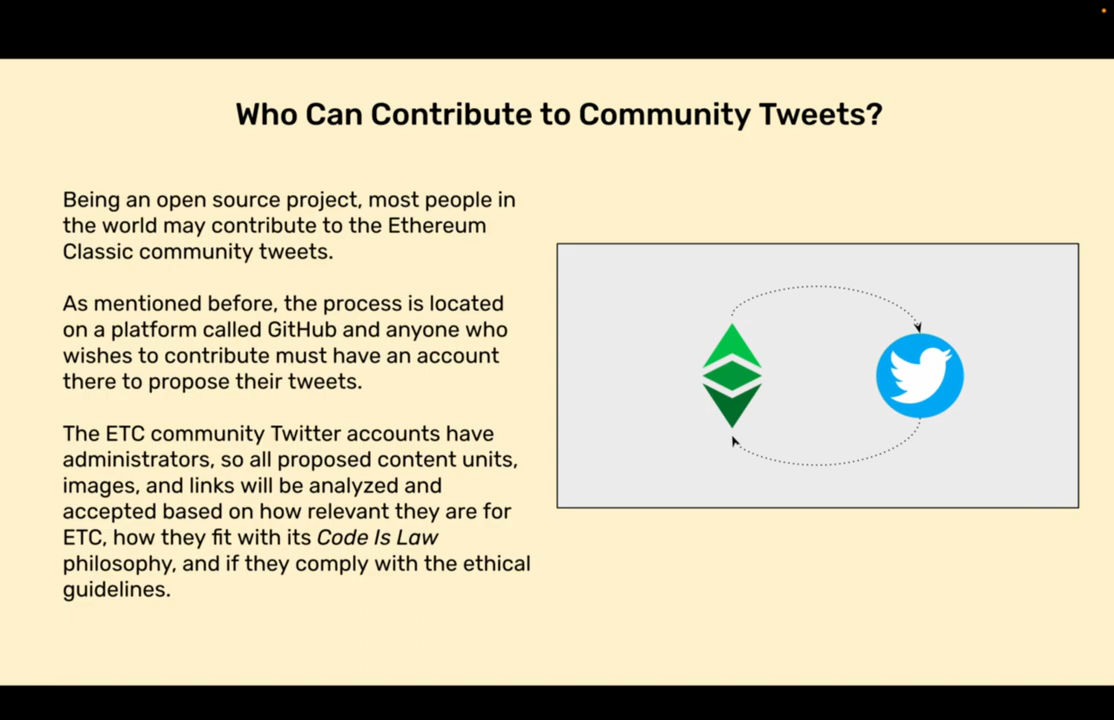 Who Can Contribute to Community Tweets?
Being an open source project, most people in
the world may contribute to the Ethereum
Classic community tweets.
As mentioned before, the process is located
on a platform called GitHub and anyone who
wishes to contribute must have an account
there to propose their tweets.
The ETC community Twitter accounts have
administrators, so all proposed content units,
images, and links will be analyzed and
accepted based on how relevant they are for
ETC, how they fit with its Code Is Law
philosophy, and if they comply with the ethical
guidelines.